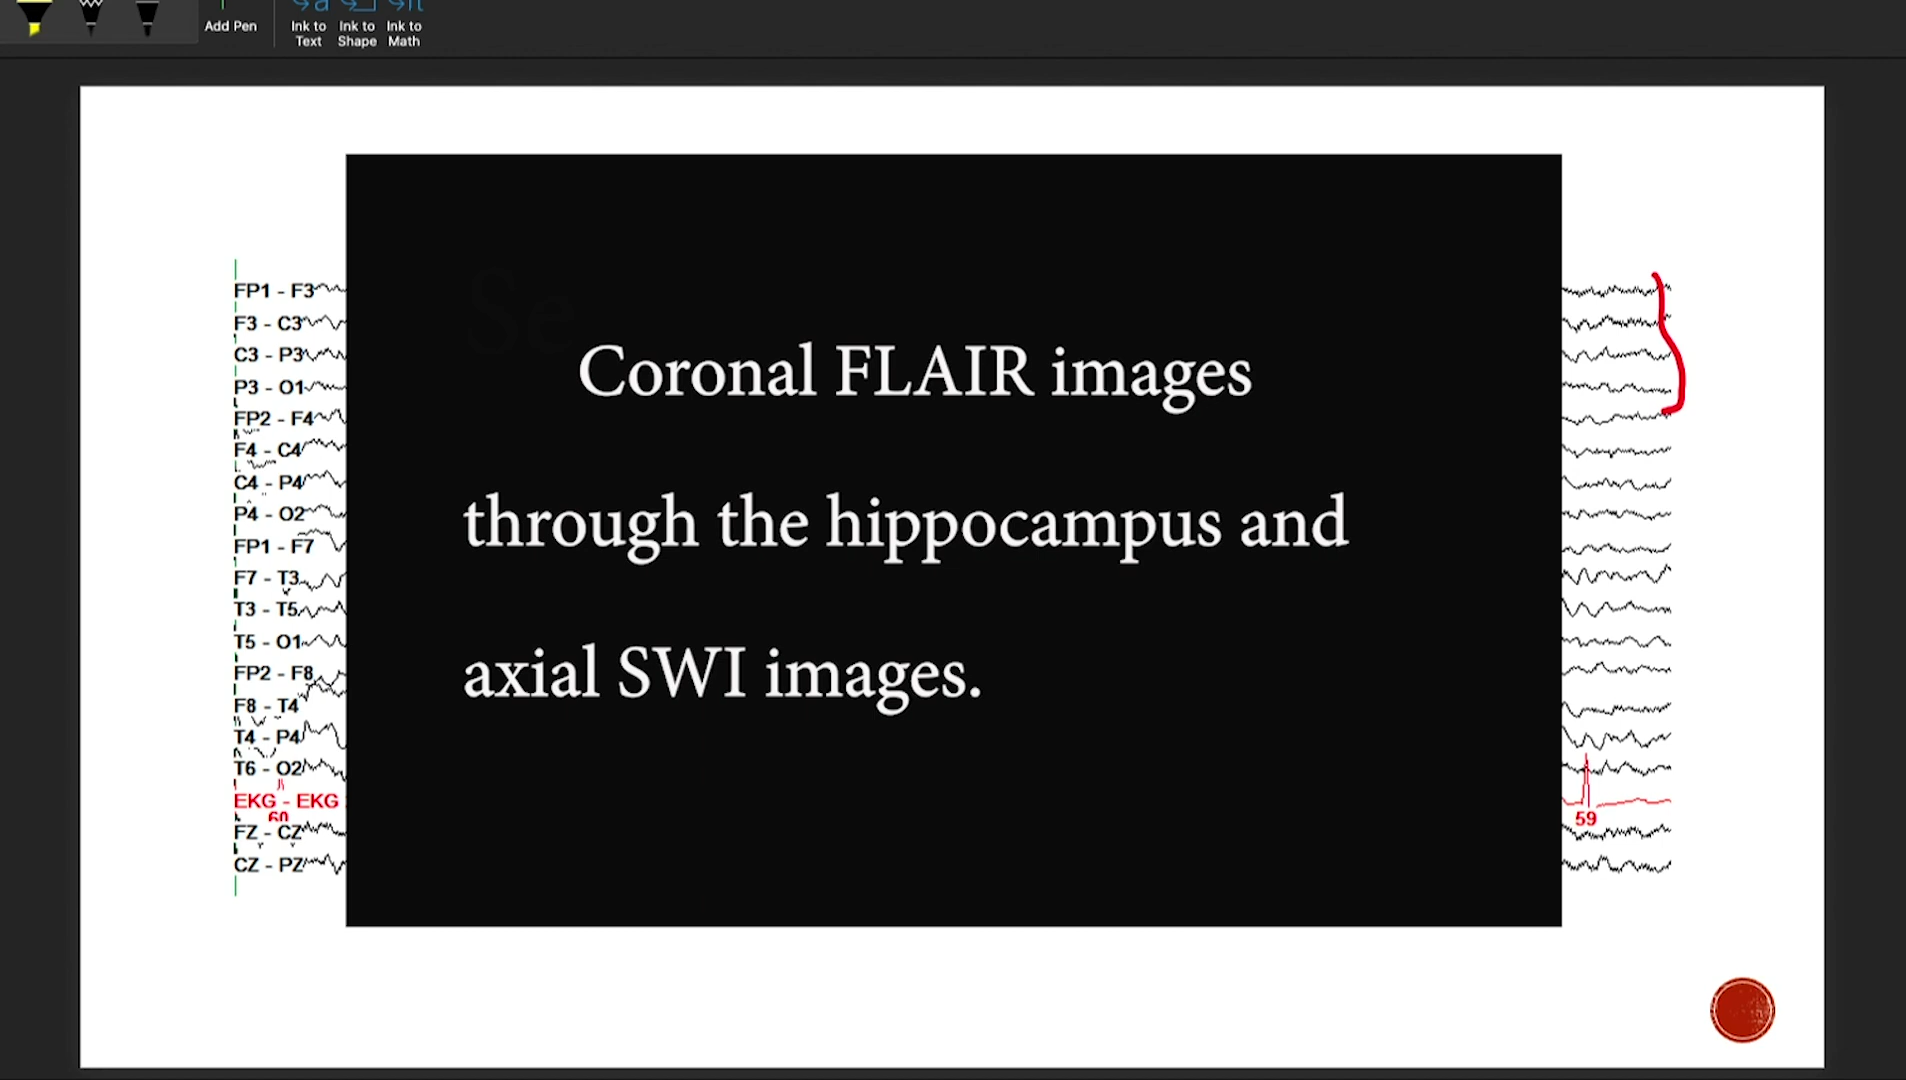 Add Pen
Ink to Text
Ink to Shape
Ink to Math
Se
Coronal FLAIR images
through the hippocampus and
axial SWI images.
FP1 - F3
F3 - C3
C3 - P3
P3 - O1
FP2 - F4
F4 - C4
C4 - P4
P4 - O2
FP1 - F7
F7 - T3
T3 - T5
T5 - O1
FP2 - F8
F8 - T4
T4 - P4
T6 - O2
EKG - EKG
60
59
FZ - CZ
CZ - PZ